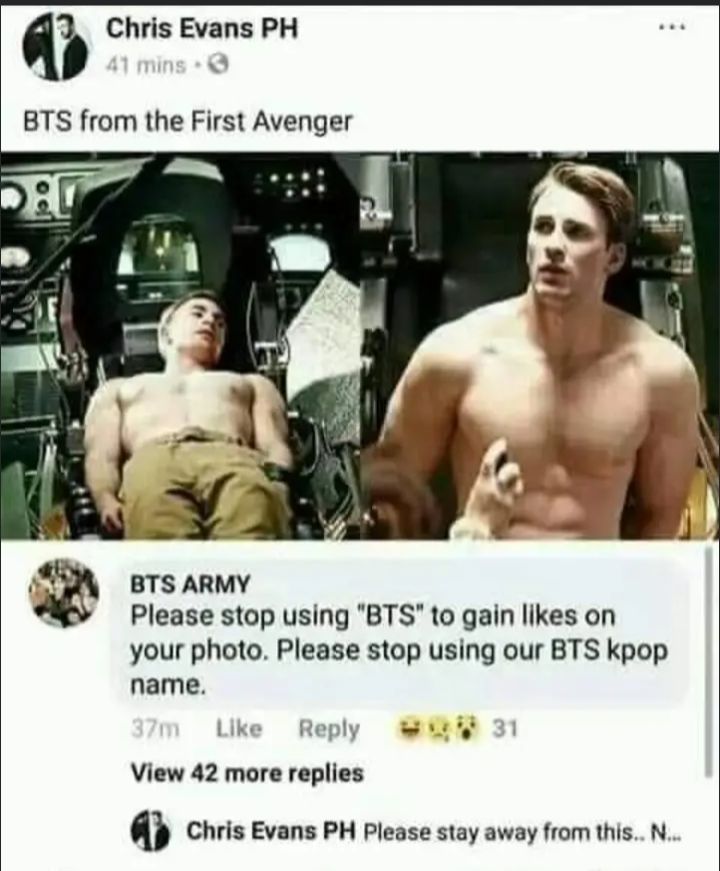 Chris Evans PH
41 mins ·
BTS from the First Avenger
BTS ARMY
Please stop using "BTS" to gain likes on
your photo. Please stop using our BTS kpop
name.
37m Like Reply 31
View 42 more replies
Chris Evans PH Please stay away from this.. N...